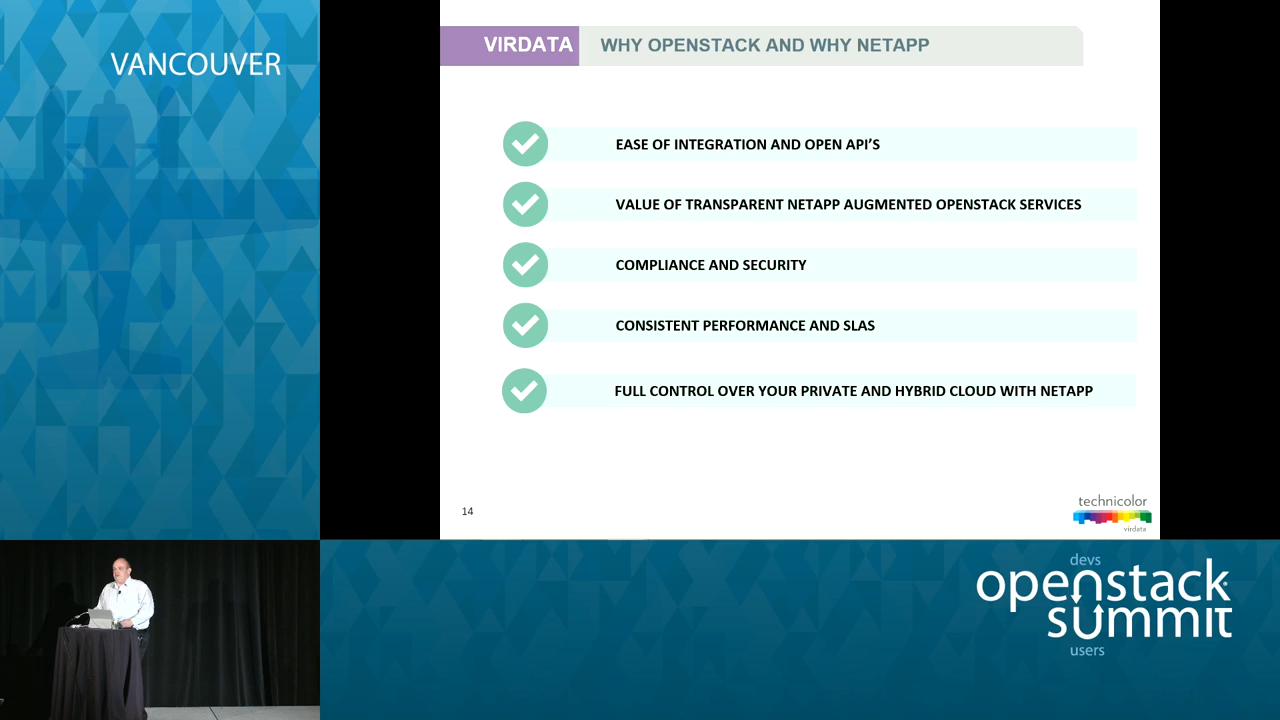 VANCOUVER
VIRDATA
WHY OPENSTACK AND WHY NETAPP
EASE OF INTEGRATION AND OPEN API'S
VALUE OF TRANSPARENT NETAPP AUGMENTED OPENSTACK SERVICES
COMPLIANCE AND SECURITY
CONSISTENT PERFORMANCE AND SLAS
FULL CONTROL OVER YOUR PRIVATE AND HYBRID CLOUD WITH NETAPP
14
technicolor
virdata
devs
openstack
summit
users